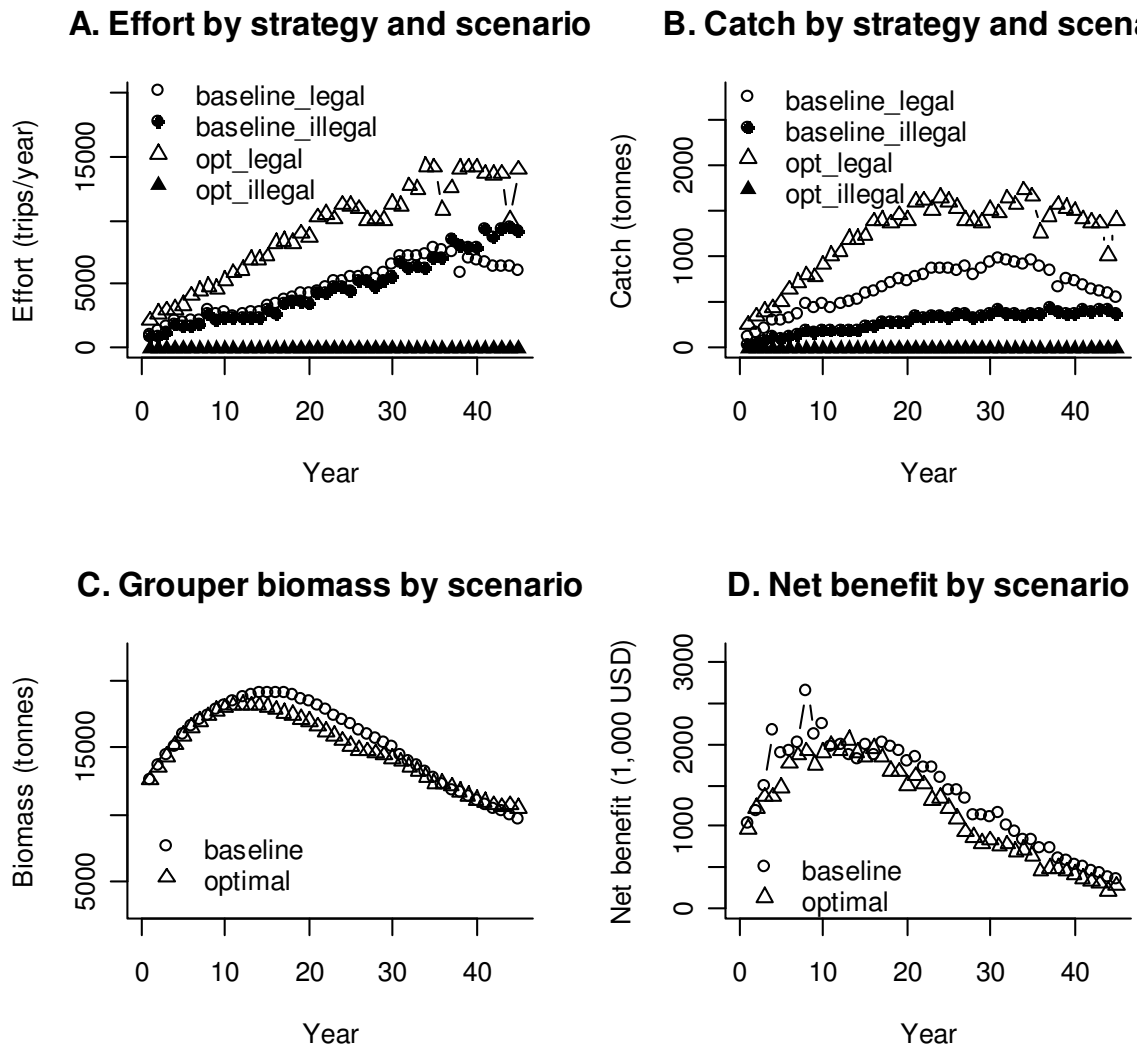 A. Effort by strategy and scenario
Effort (trips/year)
0
5000
15000
baseline_legal
baseline_illegal
opt_legal
opt_illegal
0
10
20
30
40
Year
B. Catch by strategy and scena
Catch (tonnes)
0
1000
2000
baseline_legal
baseline_illegal
opt_legal
opt_illegal
0
10
20
30
40
Year
C. Grouper biomass by scenario
Biomass (tonnes)
5000
15000
baseline
optimal
0
10
20
30
40
Year
D. Net benefit by scenario
Net benefit (1,000 USD)
0
1000
2000
3000
baseline
optimal
0
10
20
30
40
Year